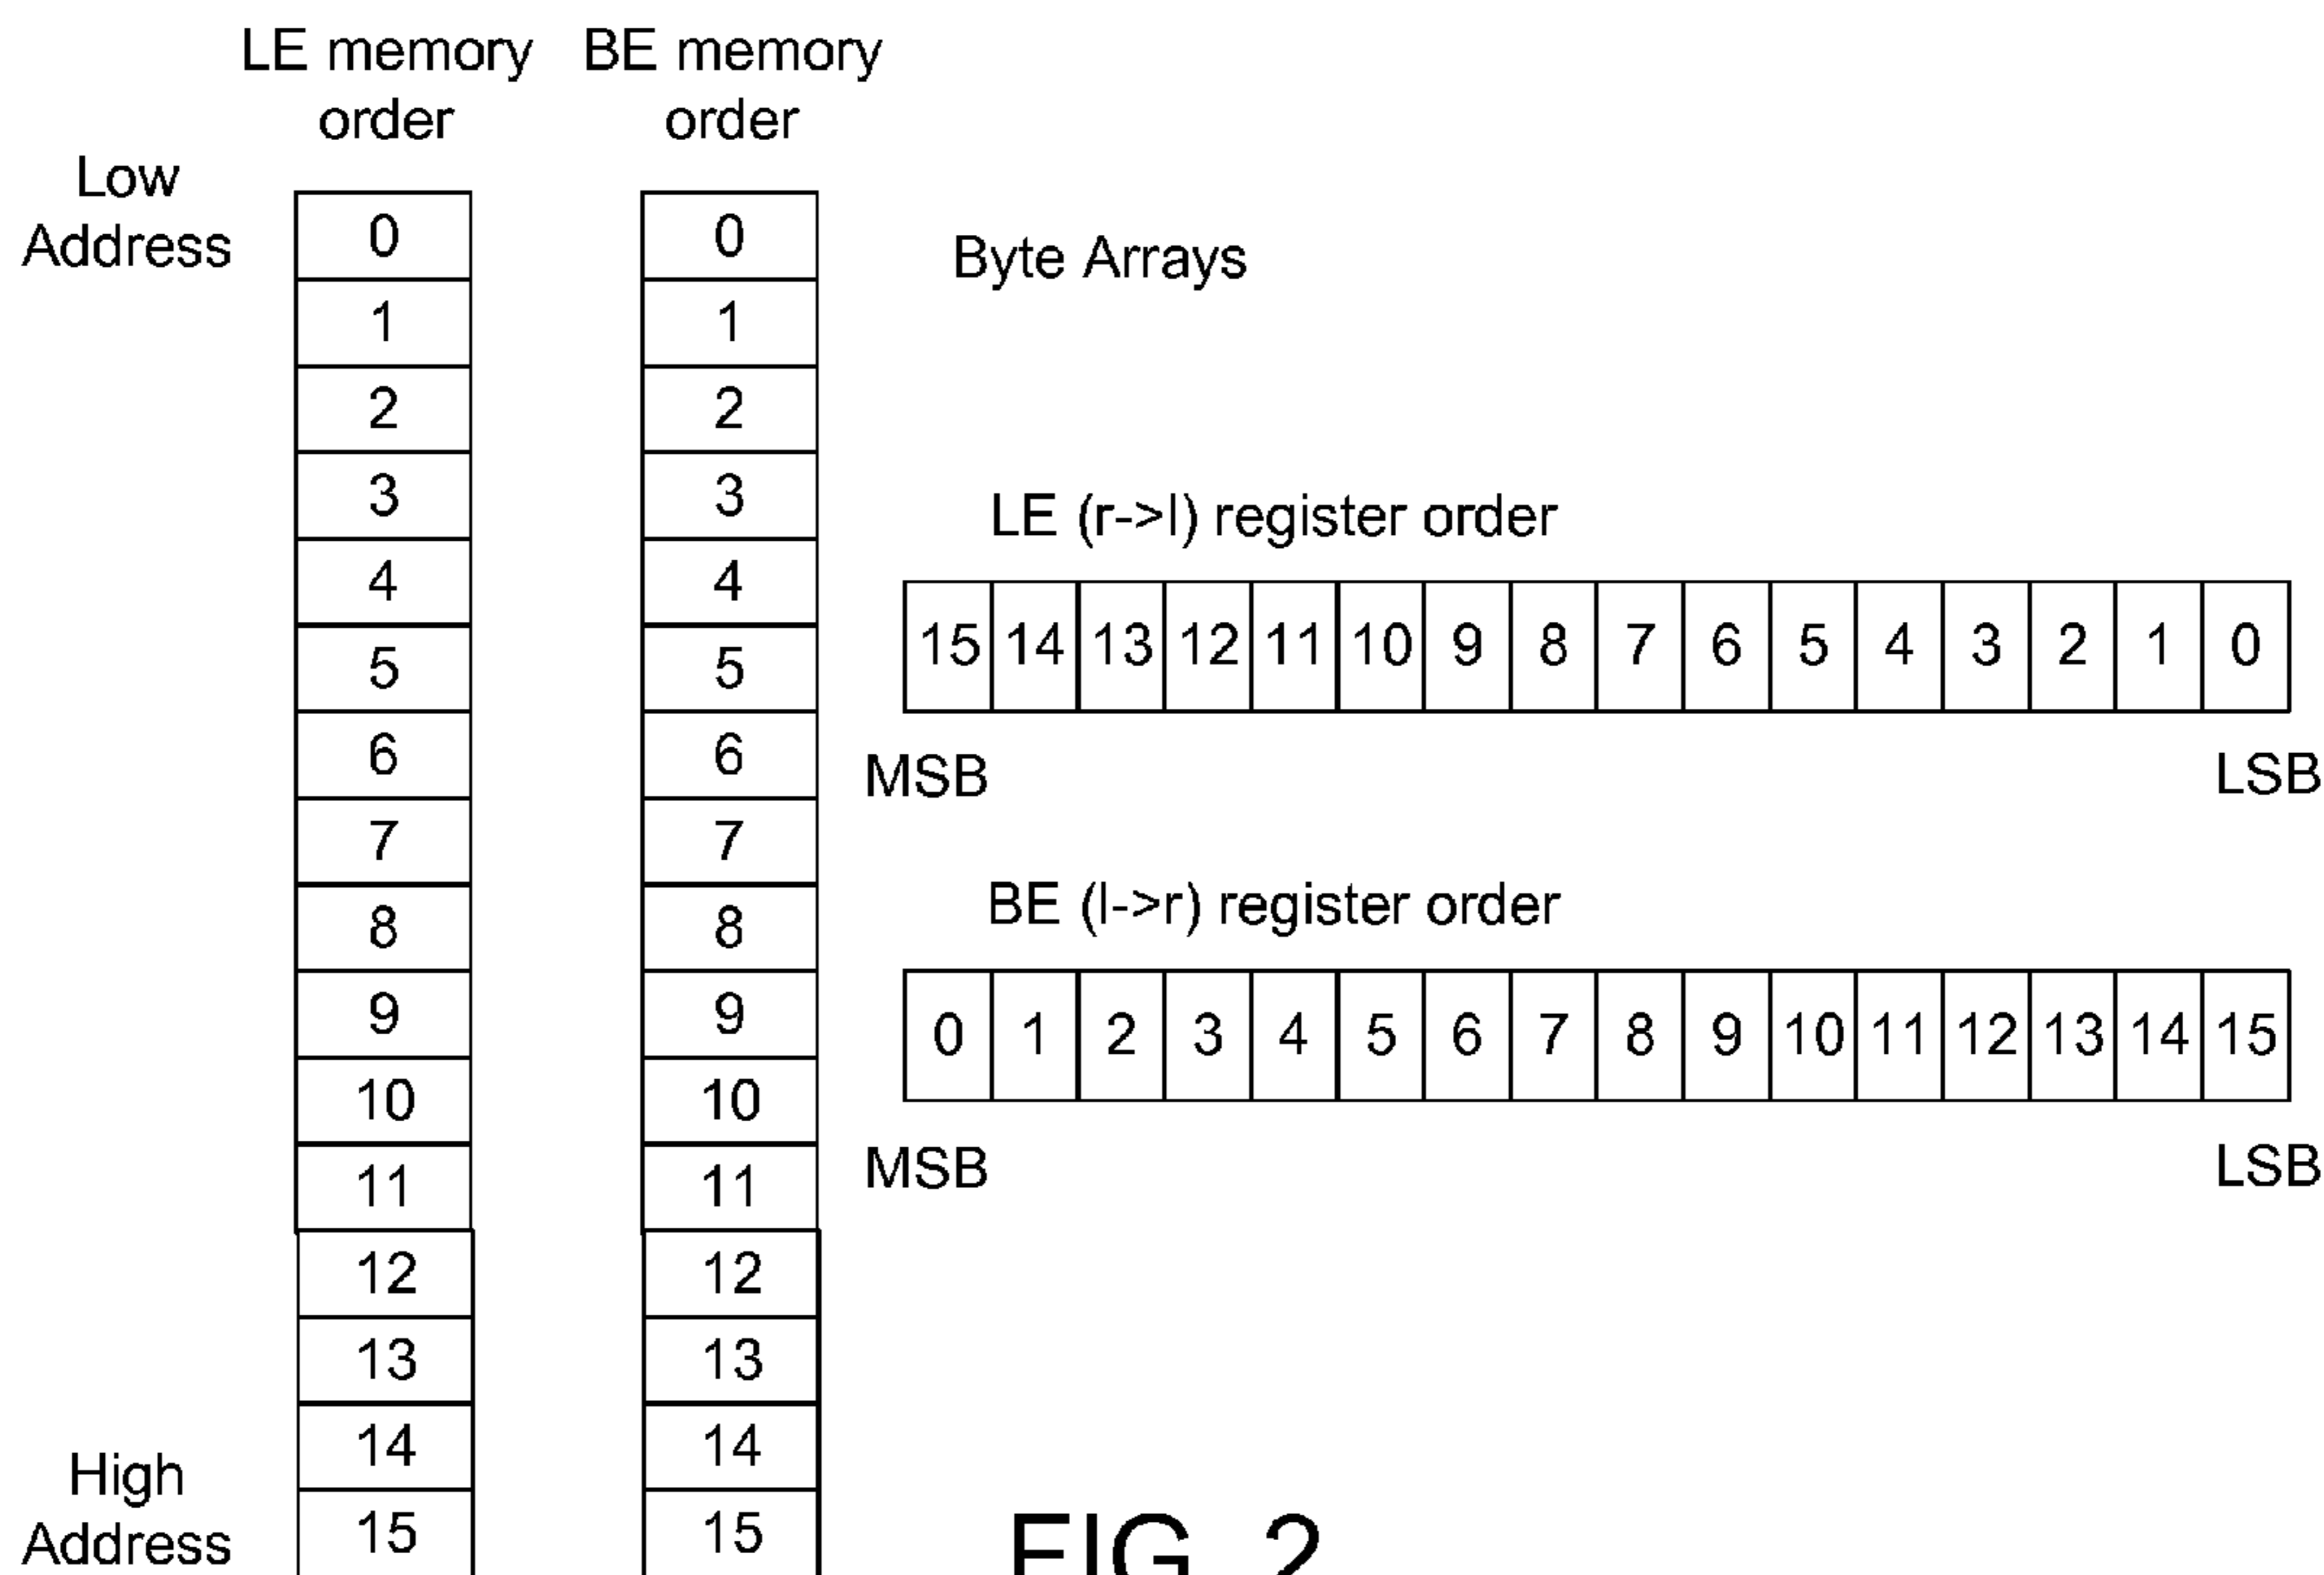 LE memory order
BE memory order
Low Address
High Address
0
1
2
3
4
5
6
7
8
9
10
11
12
13
14
15
0
1
2
3
4
5
6
7
8
9
10
11
12
13
14
15
Byte Arrays
LE (r->l) register order
15 14 13 12 11 10 9 8 7 6 5 4 3 2 1 0
MSB LSB
BE (l->r) register order
0 1 2 3 4 5 6 7 8 9 10 11 12 13 14 15
MSB LSB
FIG. 2